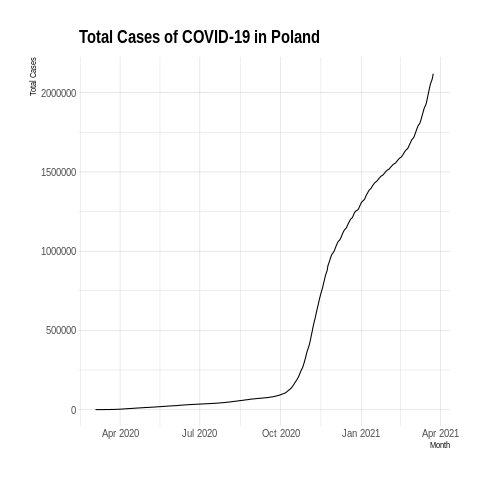 Total Cases of COVID-19 in Poland
Total Cases
2000000
1500000
1000000
500000
0
Apr 2020 Jul 2020 Oct 2020 Jan 2021 Apr 2021
Month